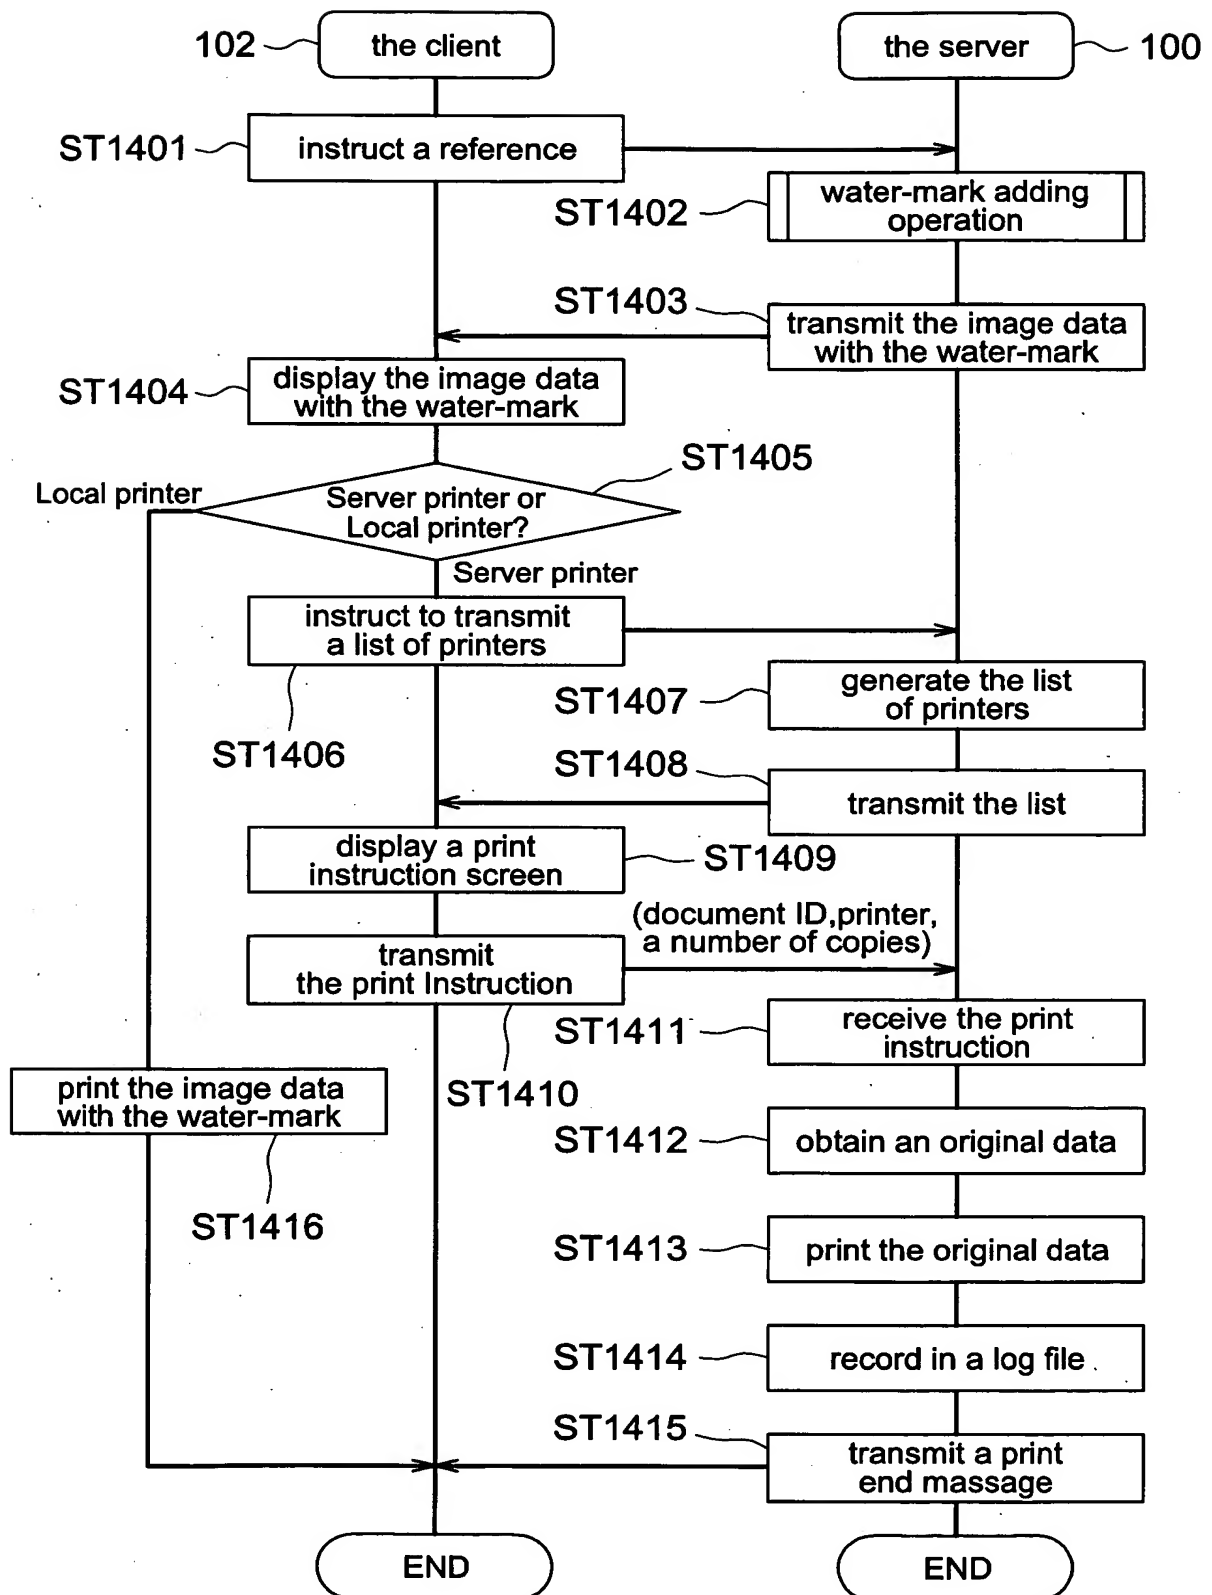 102
the client
the server
100
ST1401
instruct a reference
ST1402
water-mark adding
operation
ST1403
transmit the image data
with the water-mark
ST1404
display the image data
with the water-mark
ST1405
Local printer
Server printer or
Local printer?
Server printer
instruct to transmit
a list of printers
ST1406
ST1407
generate the list
of printers
ST1408
transmit the list
display a print
instruction screen
ST1409
(document ID,printer,
a number of copies)
transmit
the print Instruction
ST1410
ST1411
receive the print
instruction
print the image data
with the water-mark
ST1416
ST1412
obtain an original data
ST1413
print the original data
ST1414
record in a log file
ST1415
transmit a print
end massage
END
END